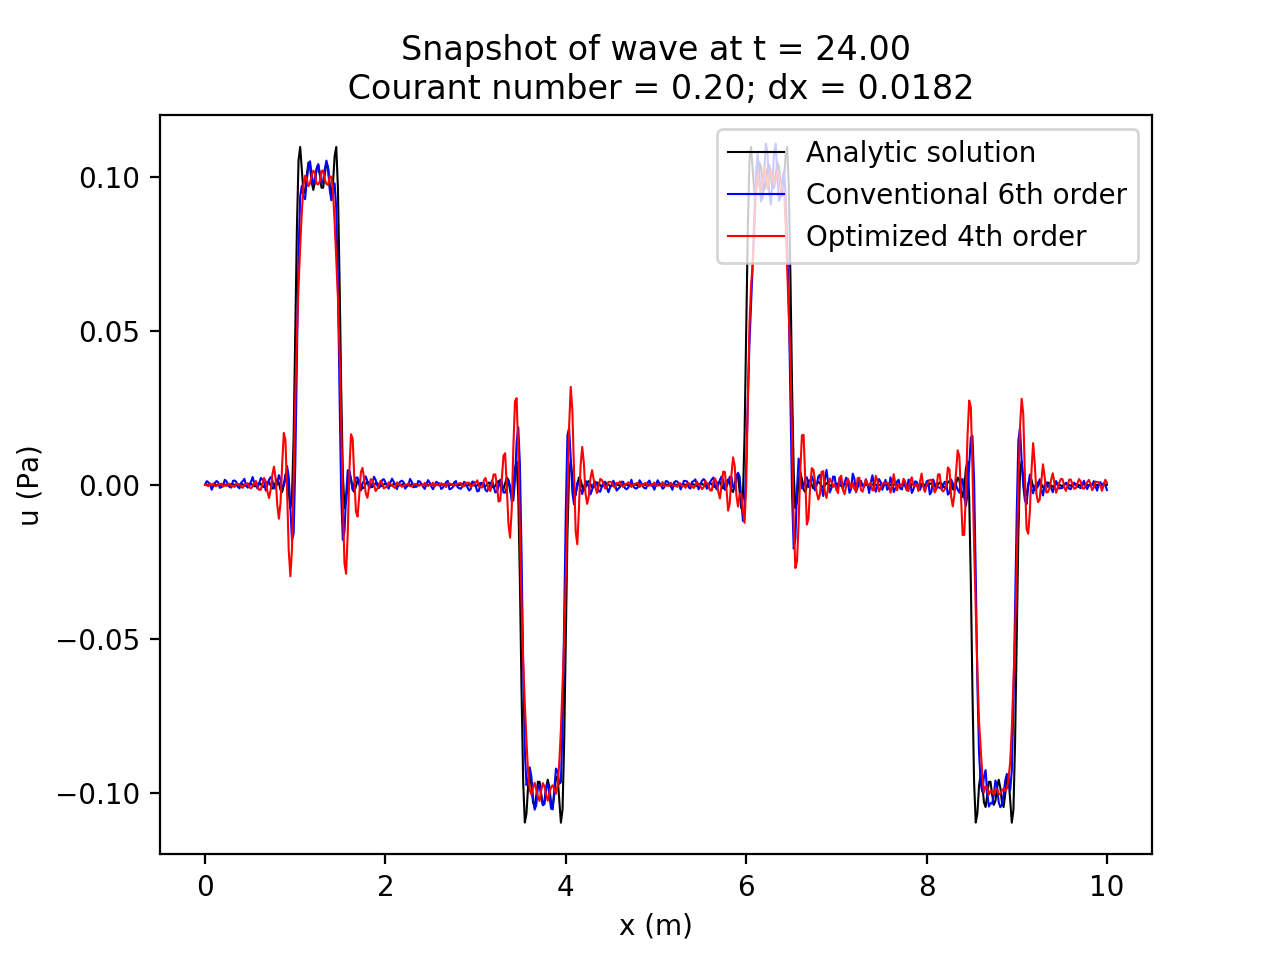 Snapshot of wave at t = 24.00
Courant number = 0.20; dx = 0.0182
Analytic solution
Conventional 6th order
Optimized 4th order
0.10
0.05
0.00
−0.05
−0.10
u (Pa)
0 2 4 6 8 10
x (m)